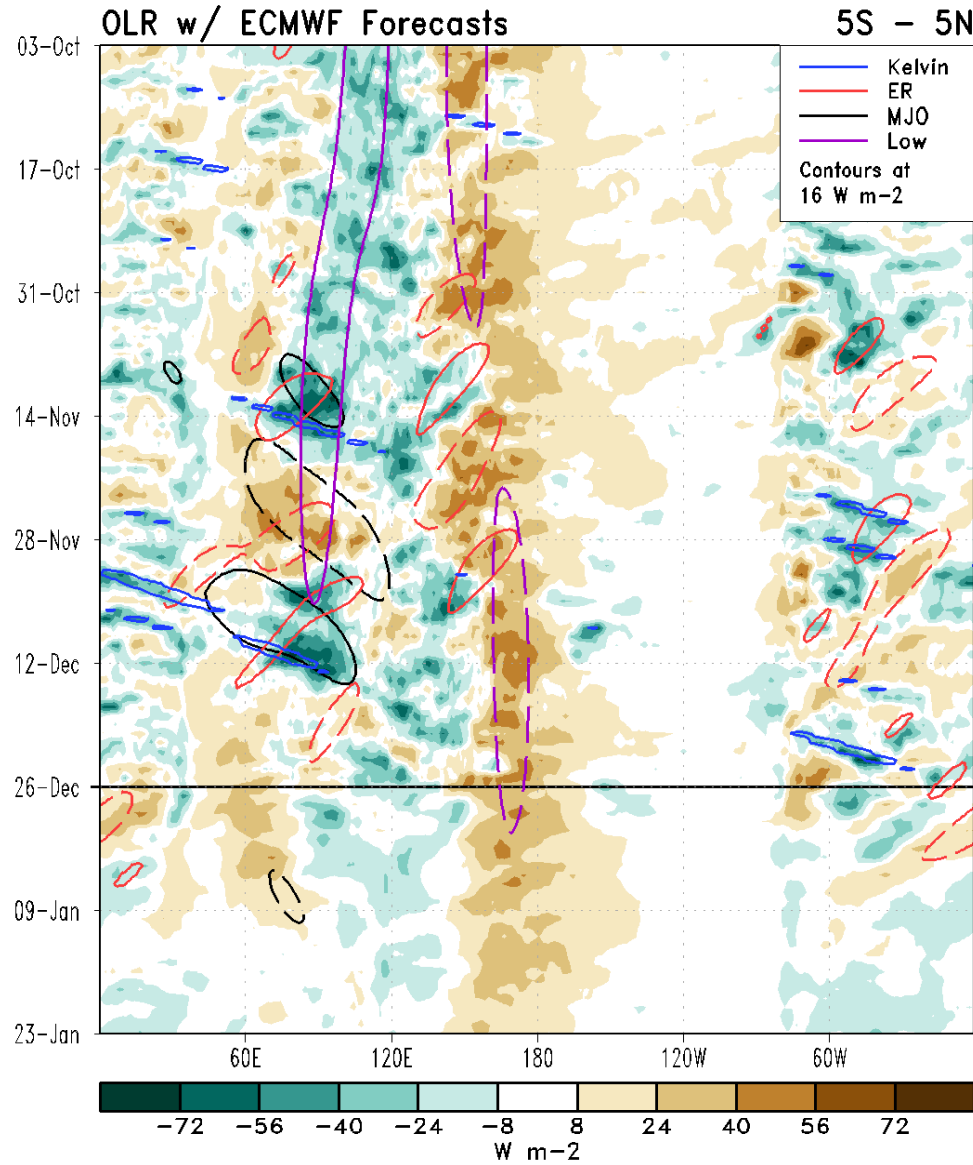 OLR w/ ECMWF Forecasts 5S - 5N
Kelvin
ER
MJO
Low
Contours at
16 W m-2
03-Oct
17-Oct
31-Oct
14-Nov
28-Nov
12-Dec
26-Dec
09-Jan
23-Jan
60E 120E 180 120W 60W
-72 -56 -40 -24 -8 8 24 40 56 72
W m-2